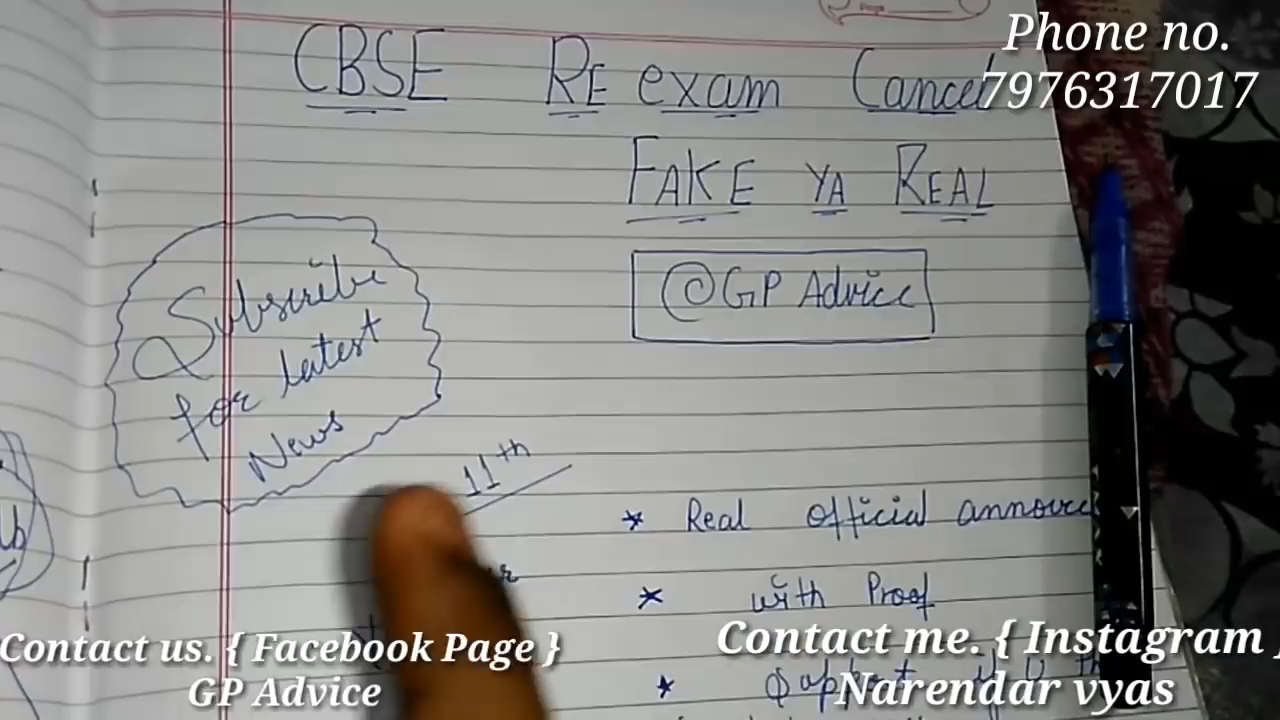 CBSE RE exam Cancel
FAKE YA REAL
@GP Advice
Subscribe
for latest
News
11th
* Real official
* with Proof
*
Phone no.
7976317017
Contact us. { Facebook Page }
GP Advice
Contact me. { Instagram }
Narendar vyas